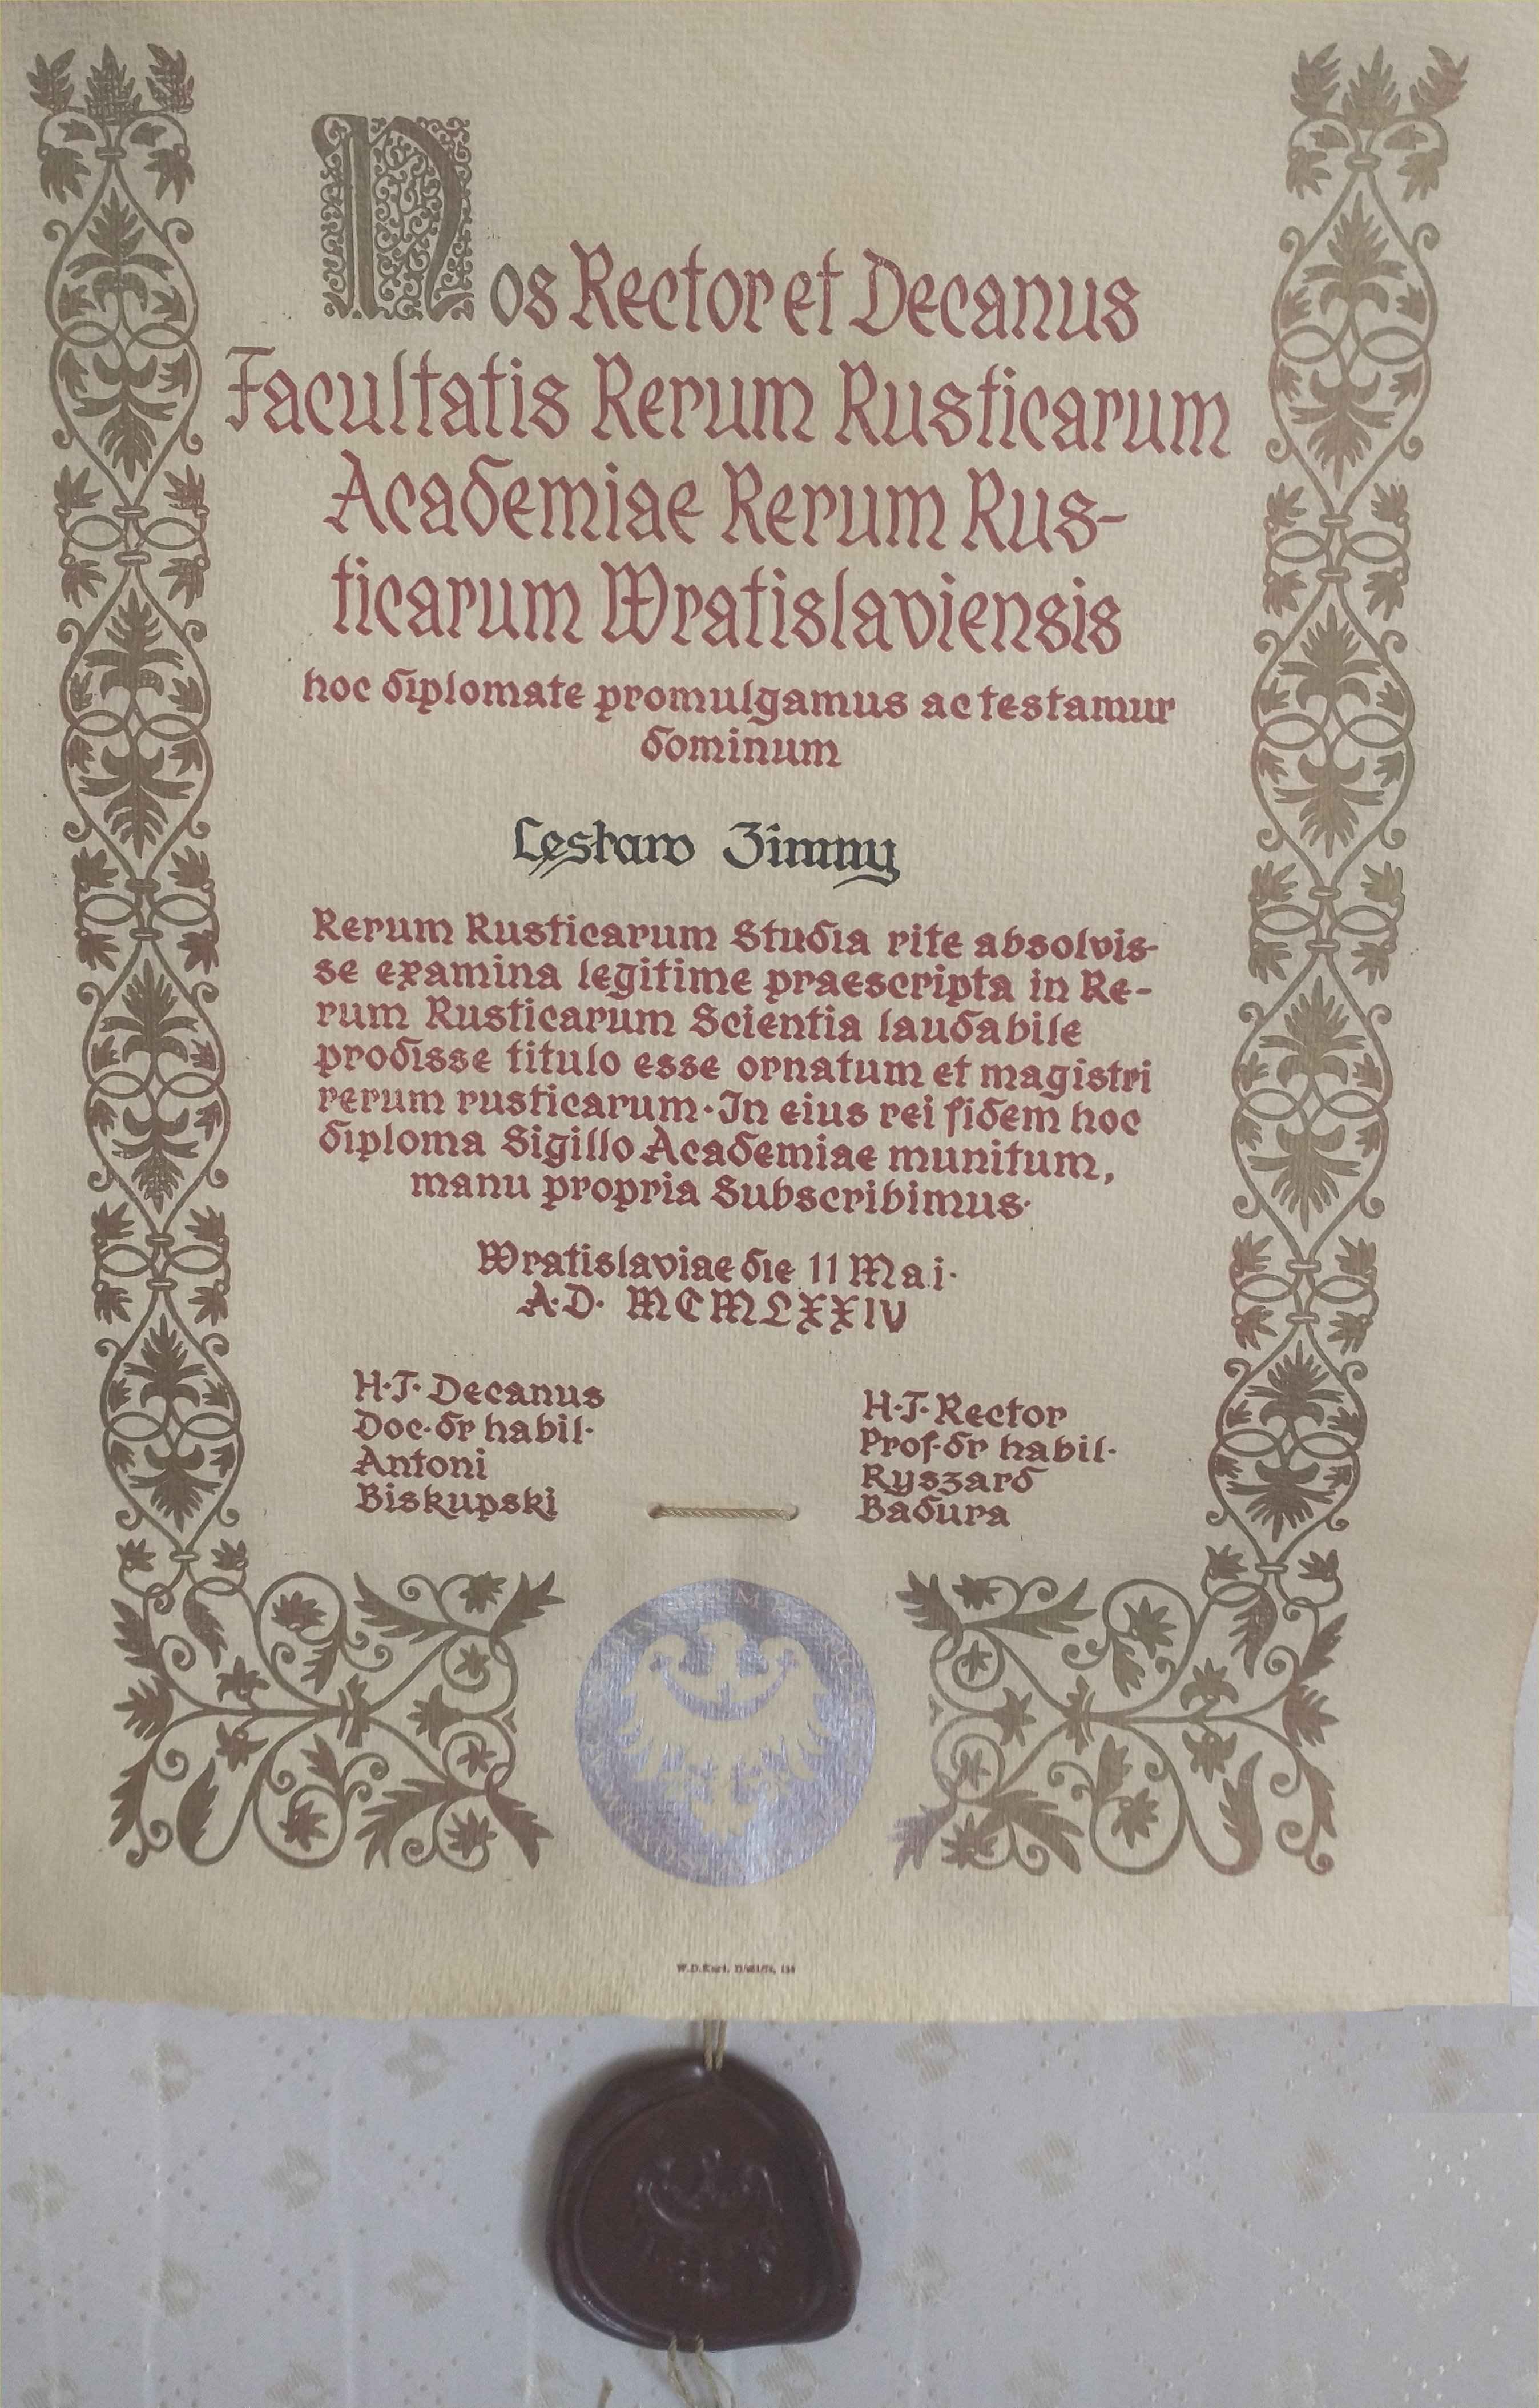 Nos Rector et Decanus
Facultatis Rerum Rusticarum
Academiae Rerum Rus-
ticarum Wratislaviensis
hoc diplomate promulgamus ac testamur
dominum
Lesław Zimny
Rerum Rusticarum Studia rite absolvis-
se examina legitime praescripta in Re-
rum Rusticarum Scientia laudabile
prodisse titulo esse ornatum et magistri
rerum rusticarum·In eius rei fidem hoc
diploma Sigillo Academiae munitum,
manu propria Subscribimus·
Wratislaviae die 11 Mai·
A·D· MCMLXXIV
H·T· Decanus
Doc·dr habil·
Antoni
Biskupski
H·T·Rector
Prof·dr habil·
Ryszard
Badura